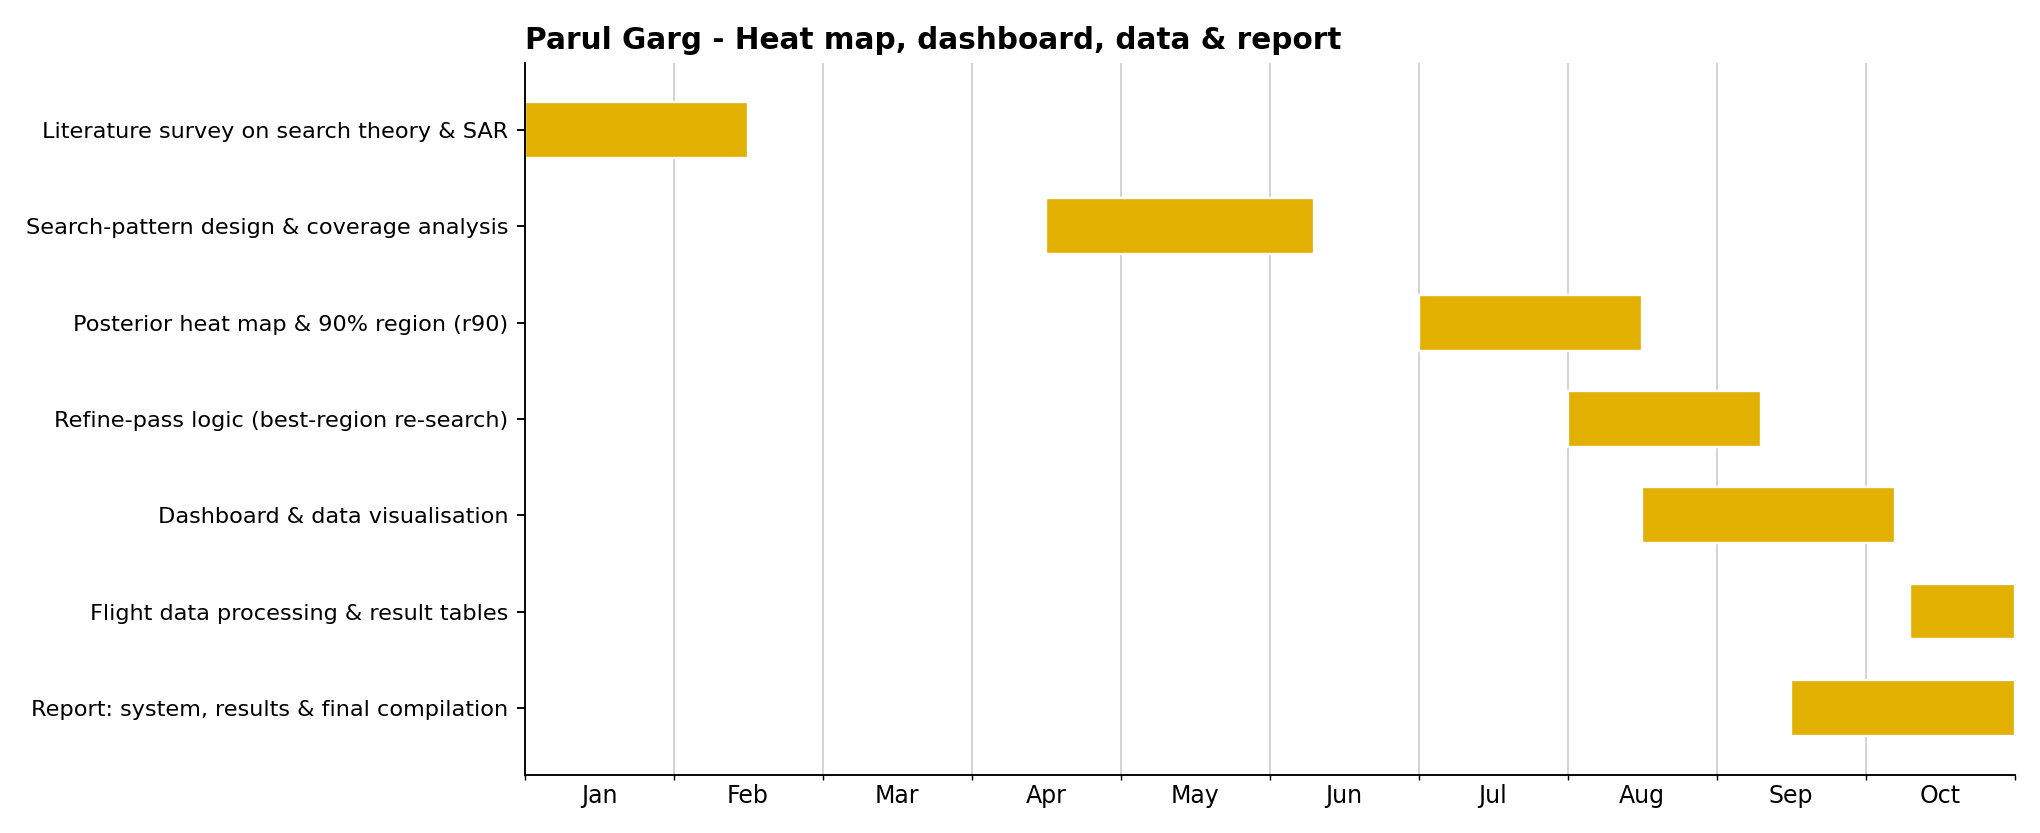 Parul Garg - Heat map, dashboard, data & report
Literature survey on search theory & SAR
Search-pattern design & coverage analysis
Posterior heat map & 90% region (r90)
Refine-pass logic (best-region re-search)
Dashboard & data visualisation
Flight data processing & result tables
Report: system, results & final compilation
Jan Feb Mar Apr May Jun Jul Aug Sep Oct